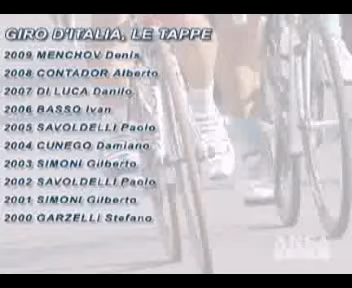 GIRO D'ITALIA, LE TAPPE
2009 MENCHOV Denis
2008 CONTADOR Alberto
2007 DI LUCA Danilo
2006 BASSO Ivan
2005 SAVOLDELLI Paolo
2004 CUNEGO Damiano
2003 SIMONI Gilberto
2002 SAVOLDELLI Paolo
2001 SIMONI Gilberto
2000 GARZELLI Stefano